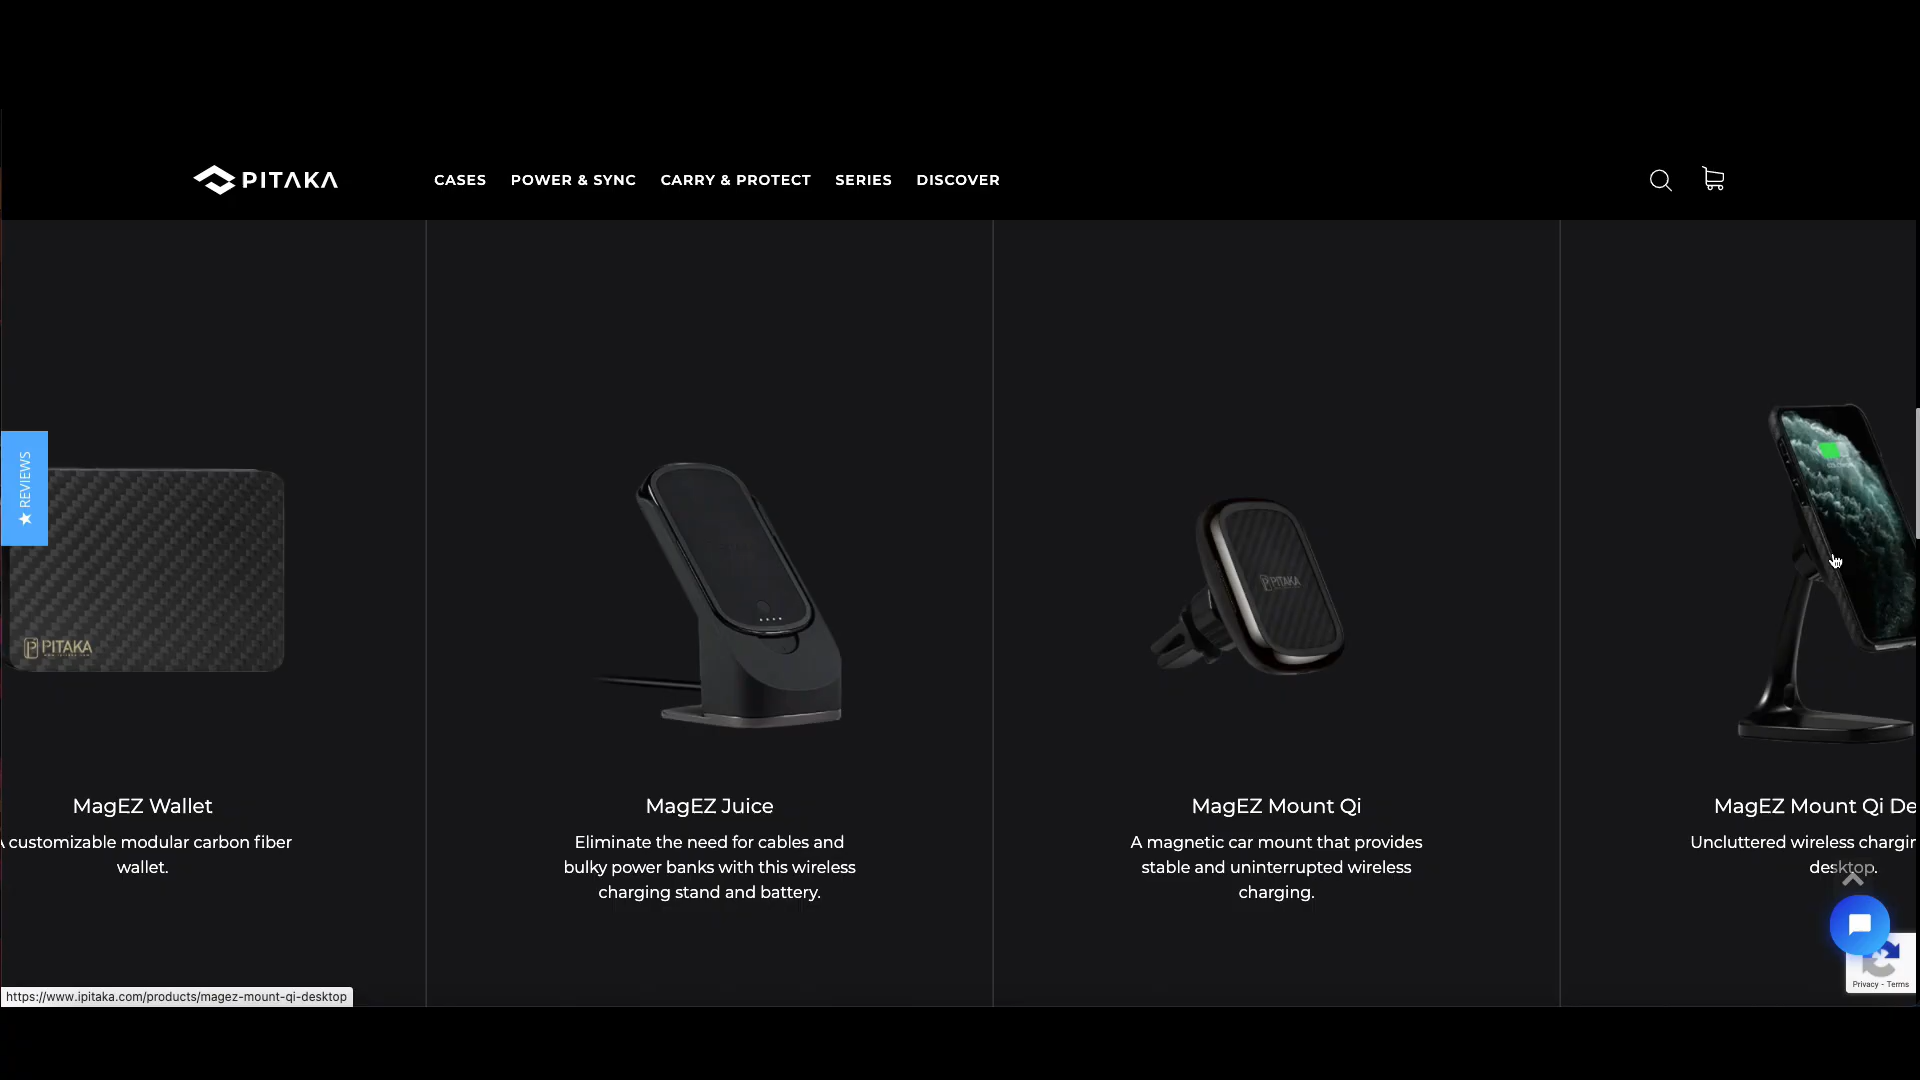 PITAKA
CASES
POWER & SYNC
CARRY & PROTECT
SERIES
DISCOVER
★ REVIEWS
PITAKA
PITAKA
MagEZ Wallet
customizable modular carbon fiber
wallet.
MagEZ Juice
Eliminate the need for cables and
bulky power banks with this wireless
charging stand and battery.
MagEZ Mount Qi
A magnetic car mount that provides
stable and uninterrupted wireless
charging.
MagEZ Mount Qi De
Uncluttered wireless chargin
desktop.
https://www.ipitaka.com/products/magez-mount-qi-desktop
Privacy - Terms